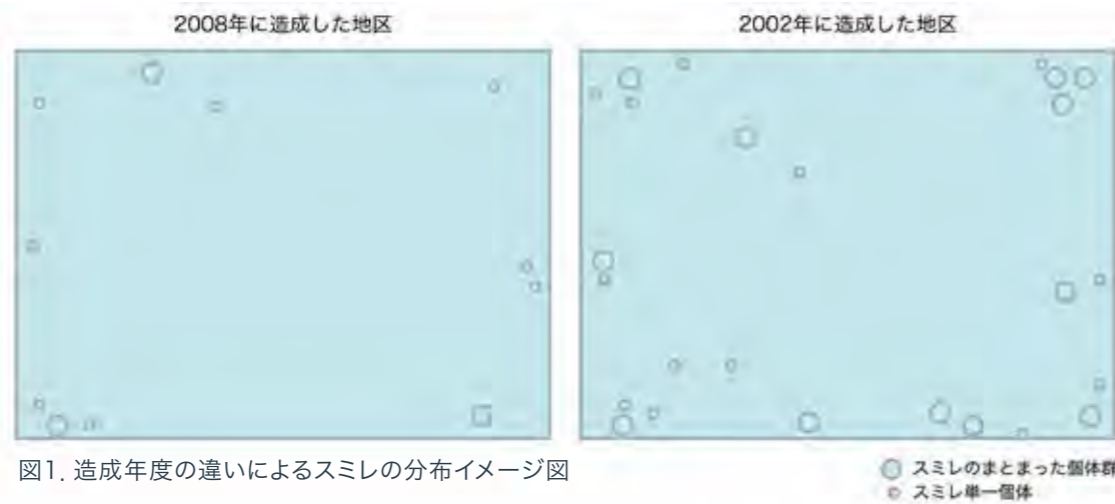 2008年に造成した地区
2002年に造成した地区
図1. 造成年度の違いによるスミレの分布イメージ図
スミレのまとまった個体群
スミレ単一個体